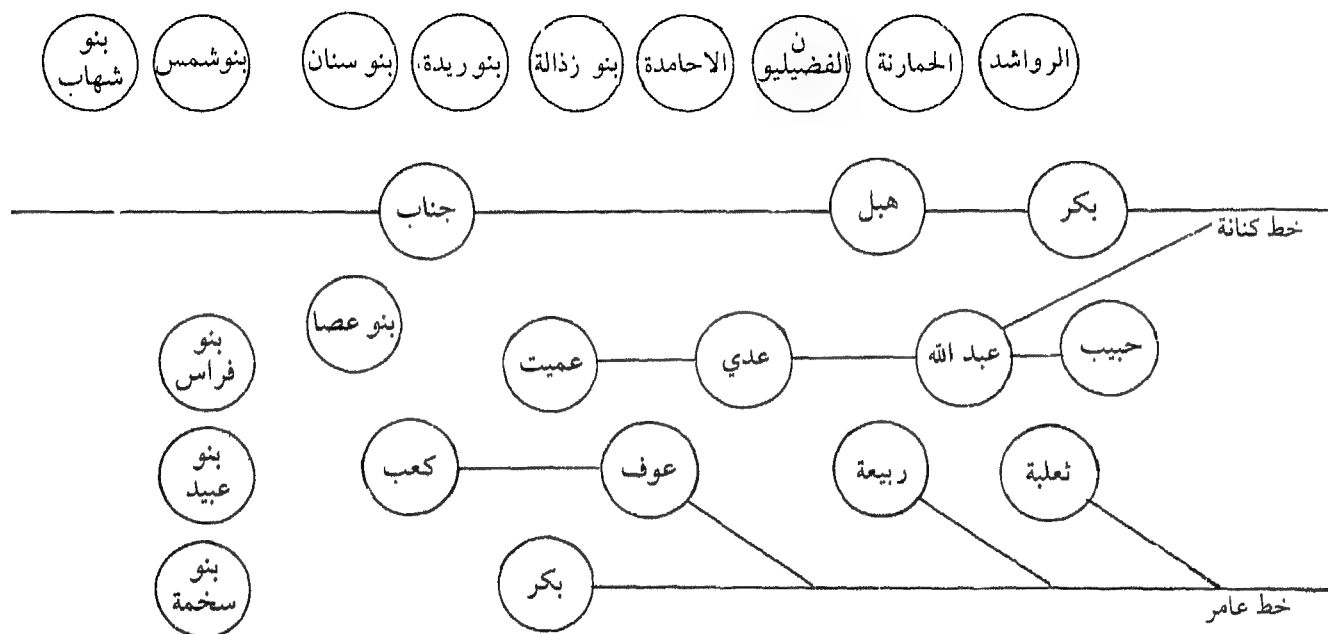 الرواشد
الحمارنة
الفضيليو
ن
الاحامدة
بنو زذالة
بنو ريدة.
بنو سنان
بنو شمس
بنو
شهاب
بكر
هبل
جناب
خط كنانة
حبيب
عبد الله
عدي
عميت
بنو عصا
بنو
فراس
ثعلبة
ربيعة
عوف
كعب
بنو
عبيد
بكر
بنو
سخمة
خط عامر